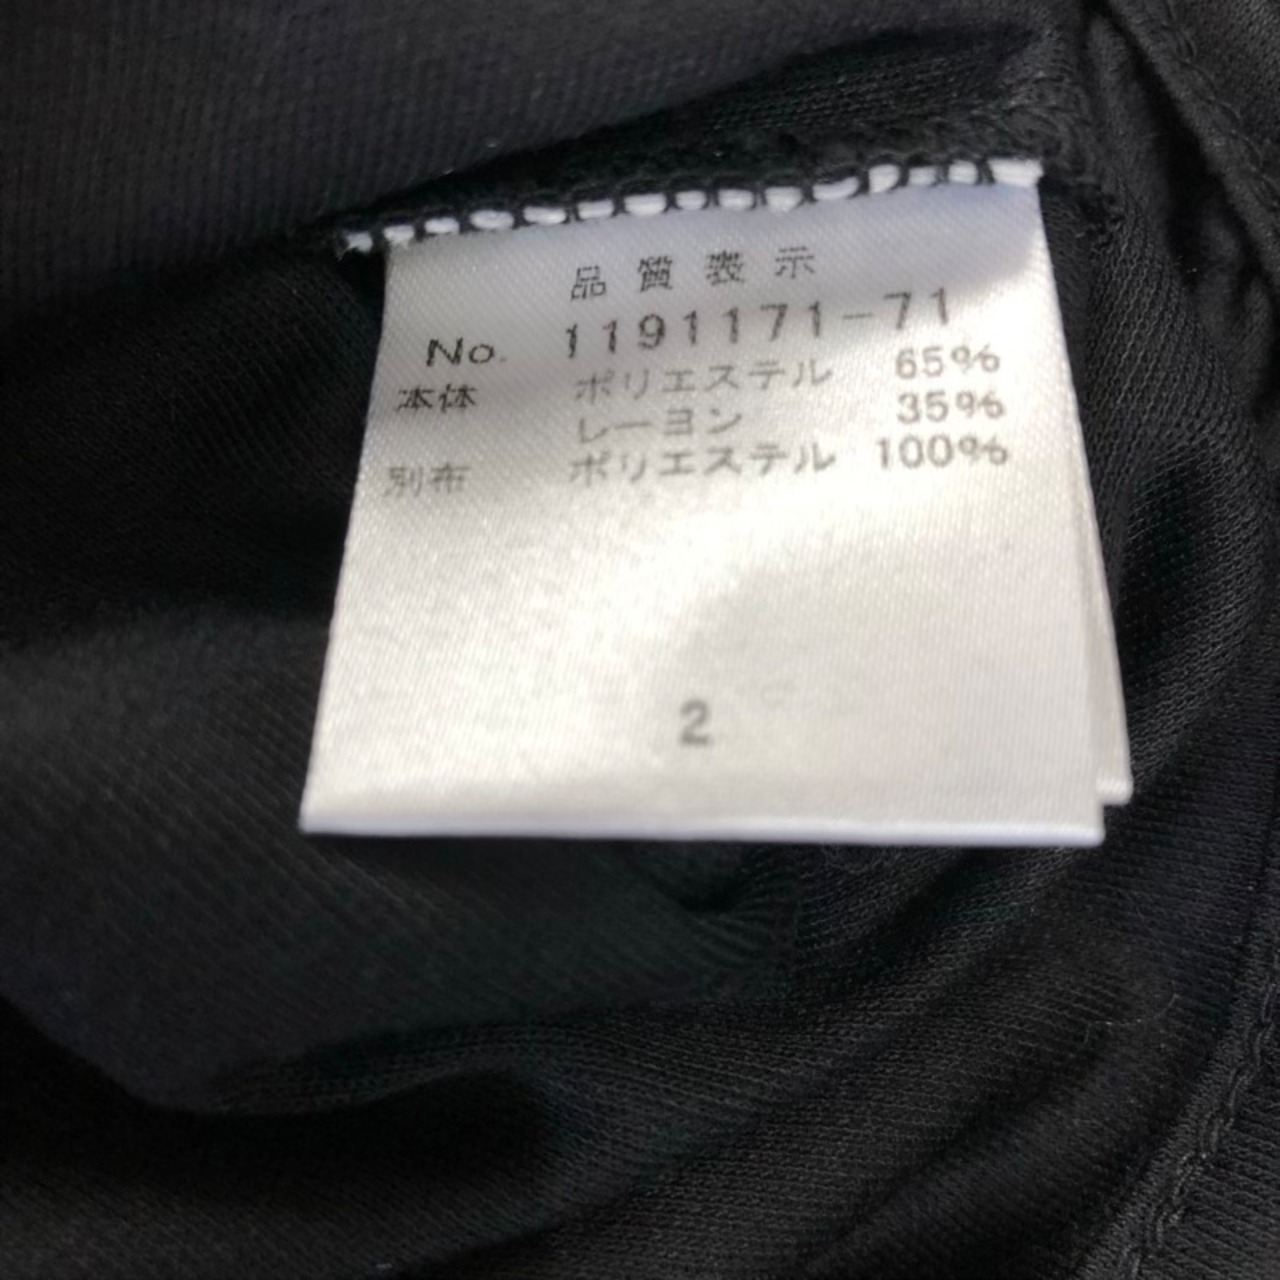 品質表示
No. 1191171-71
本体 ポリエステル 65%
レーヨン 35%
別布 ポリエステル 100%
2